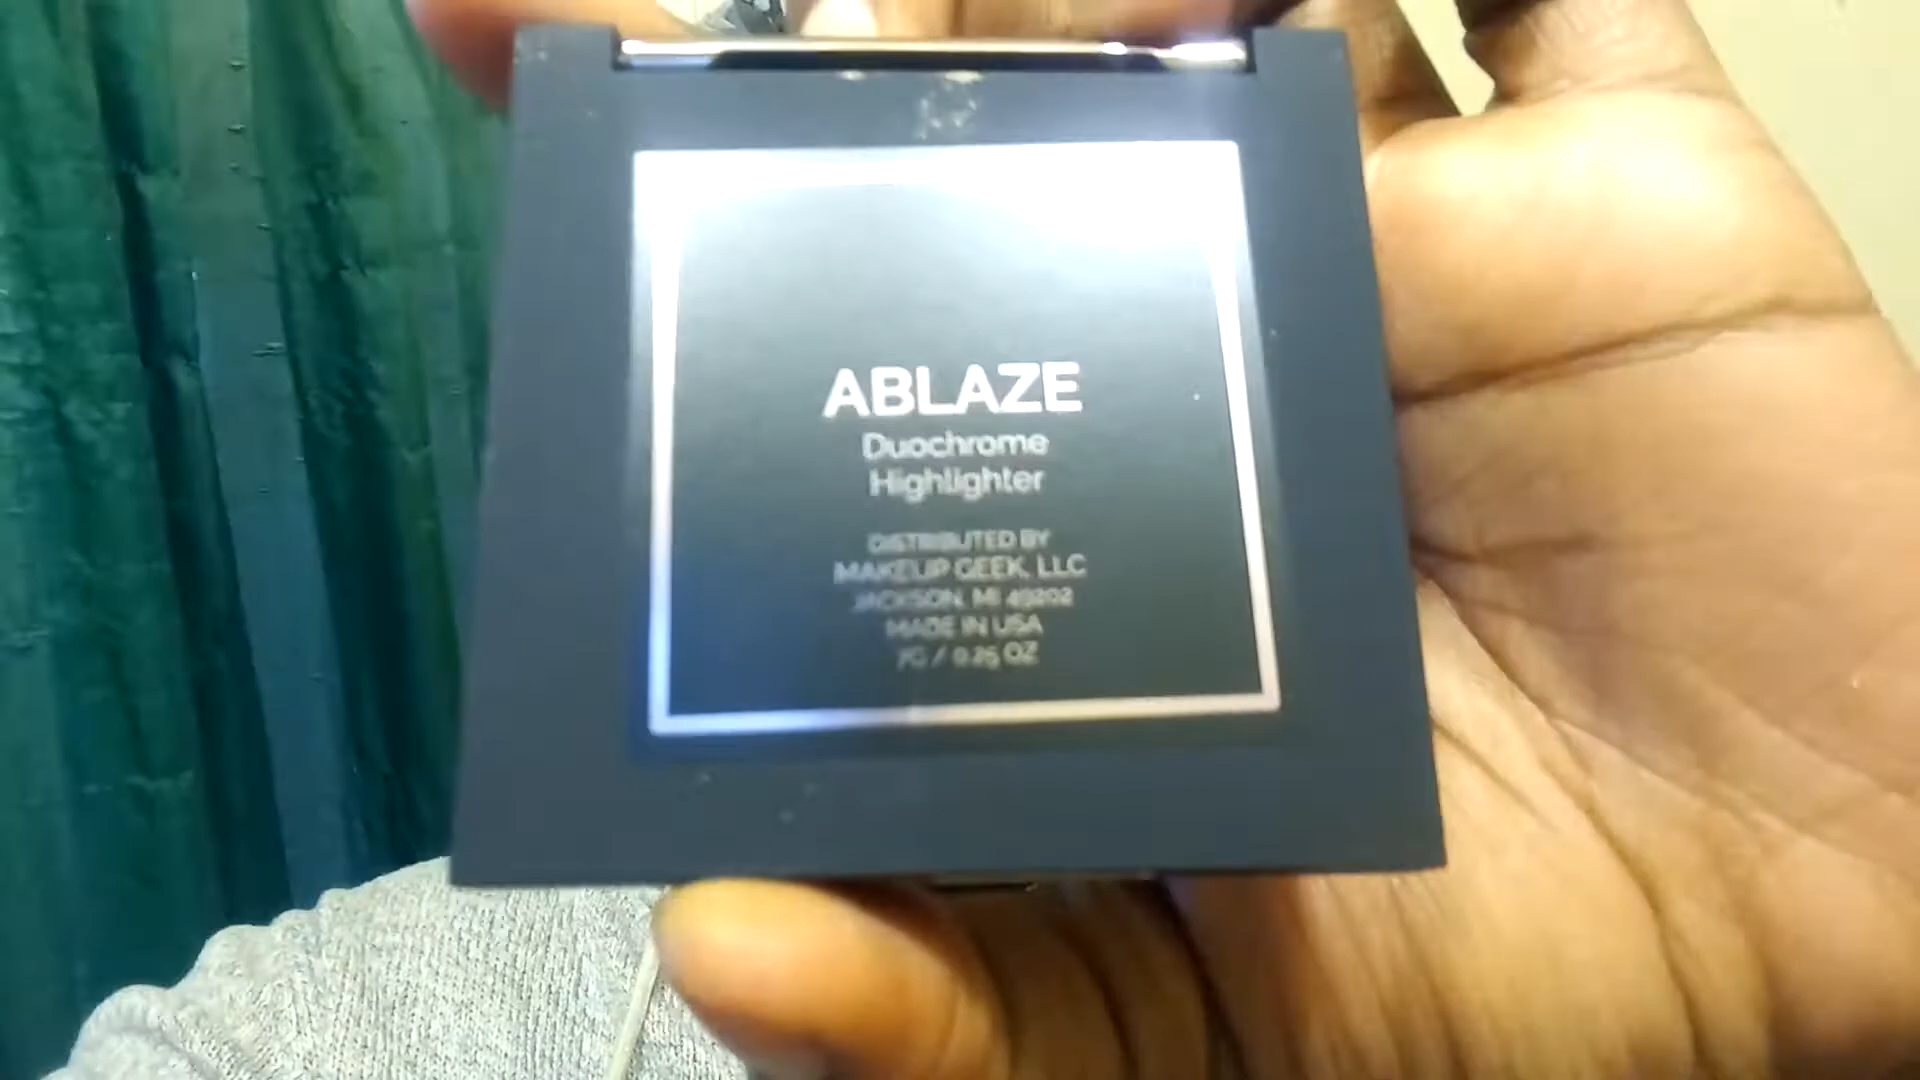 ABLAZE
Duochrome
Highlighter
DISTRIBUTED BY
MAKEUP GEEK, LLC
JACKSON, MI 49202
MADE IN USA
7G / 0.25 OZ